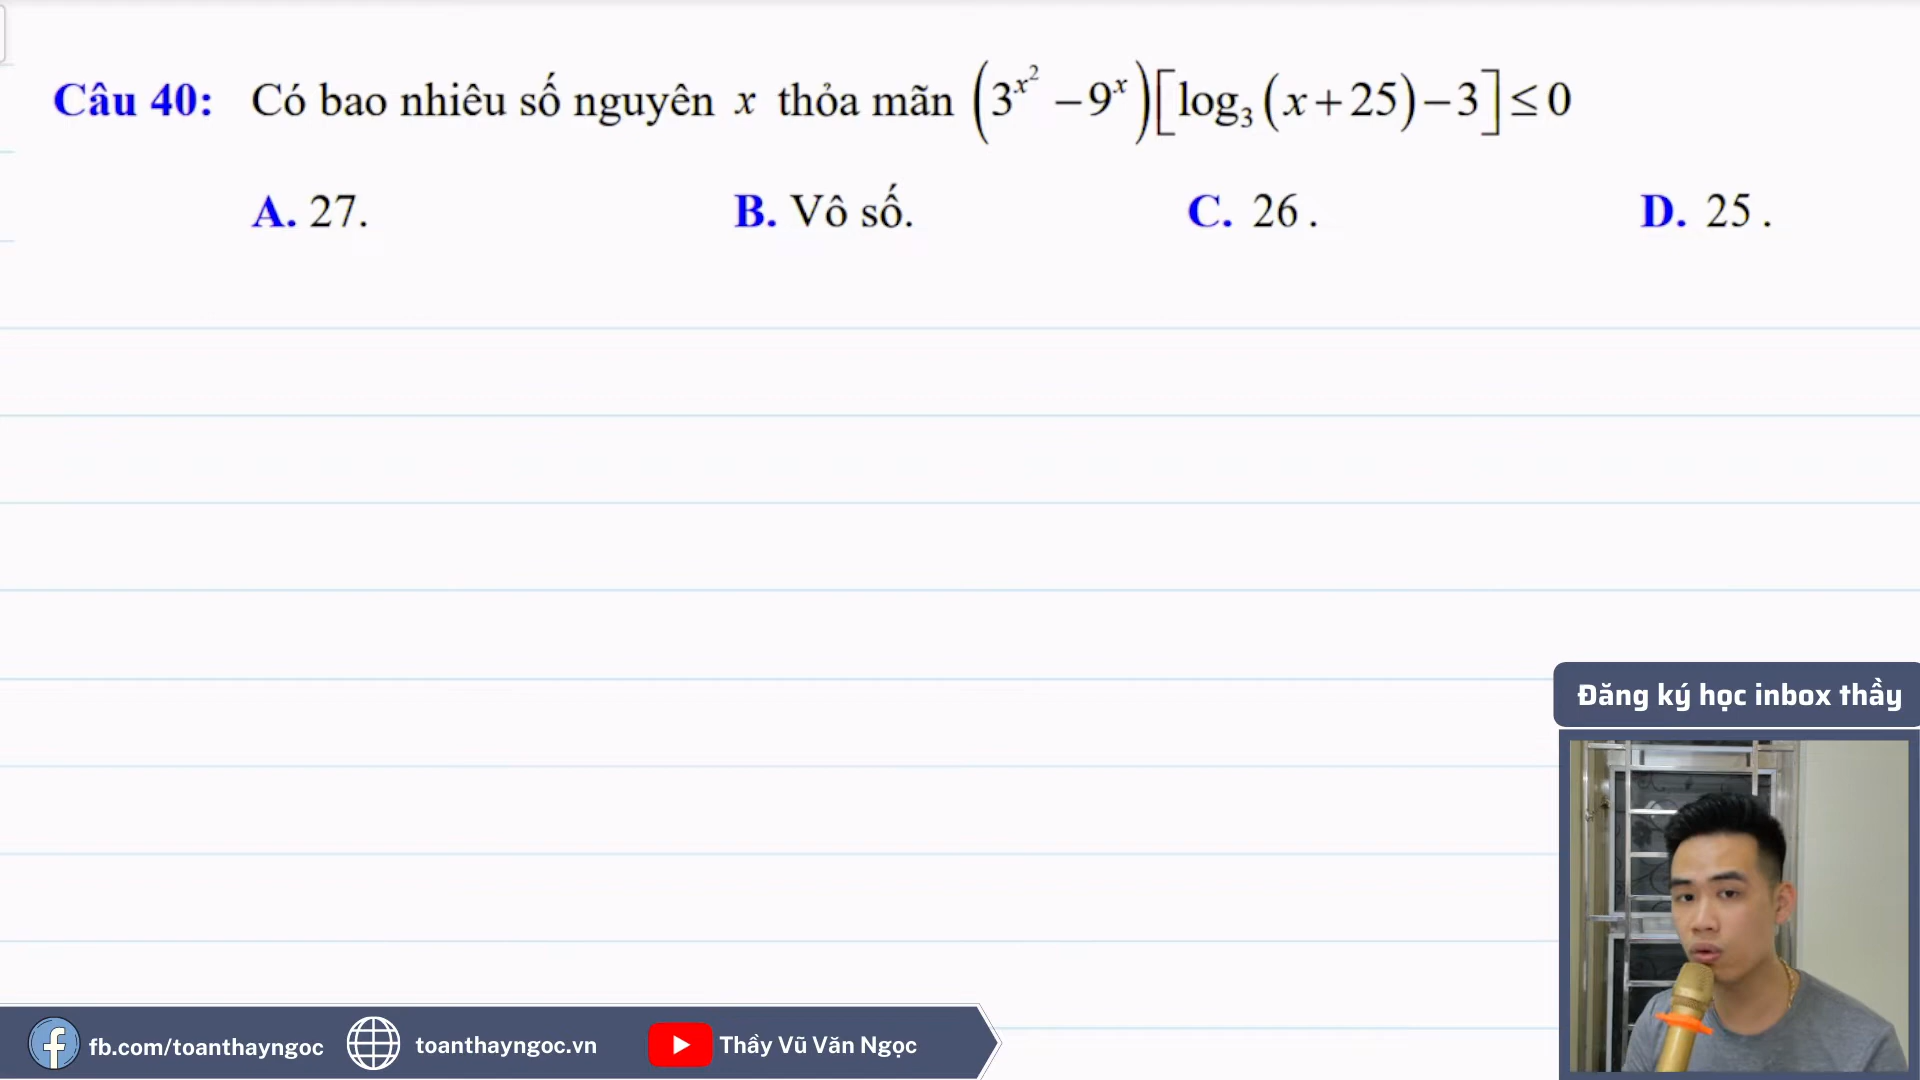 Câu 40: Có bao nhiêu số nguyên x thỏa mãn (3^{x^2} − 9^x)[log_3(x+25) − 3] ≤ 0
A. 27. B. Vô số. C. 26 . D. 25 .
Đăng ký học inbox thầy
fb.com/toanthayngoc toanthayngoc.vn Thầy Vũ Văn Ngọc